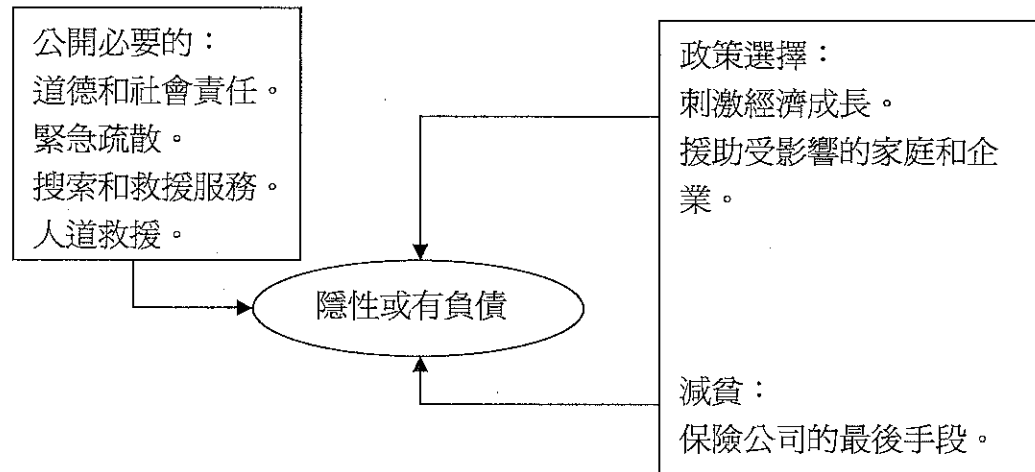 公開必要的：
道德和社會責任。
緊急疏散。
搜索和救援服務。
人道救援。
隱性或有負債
政策選擇：
刺激經濟成長。
援助受影響的家庭和企
業。
減貧：
保險公司的最後手段。